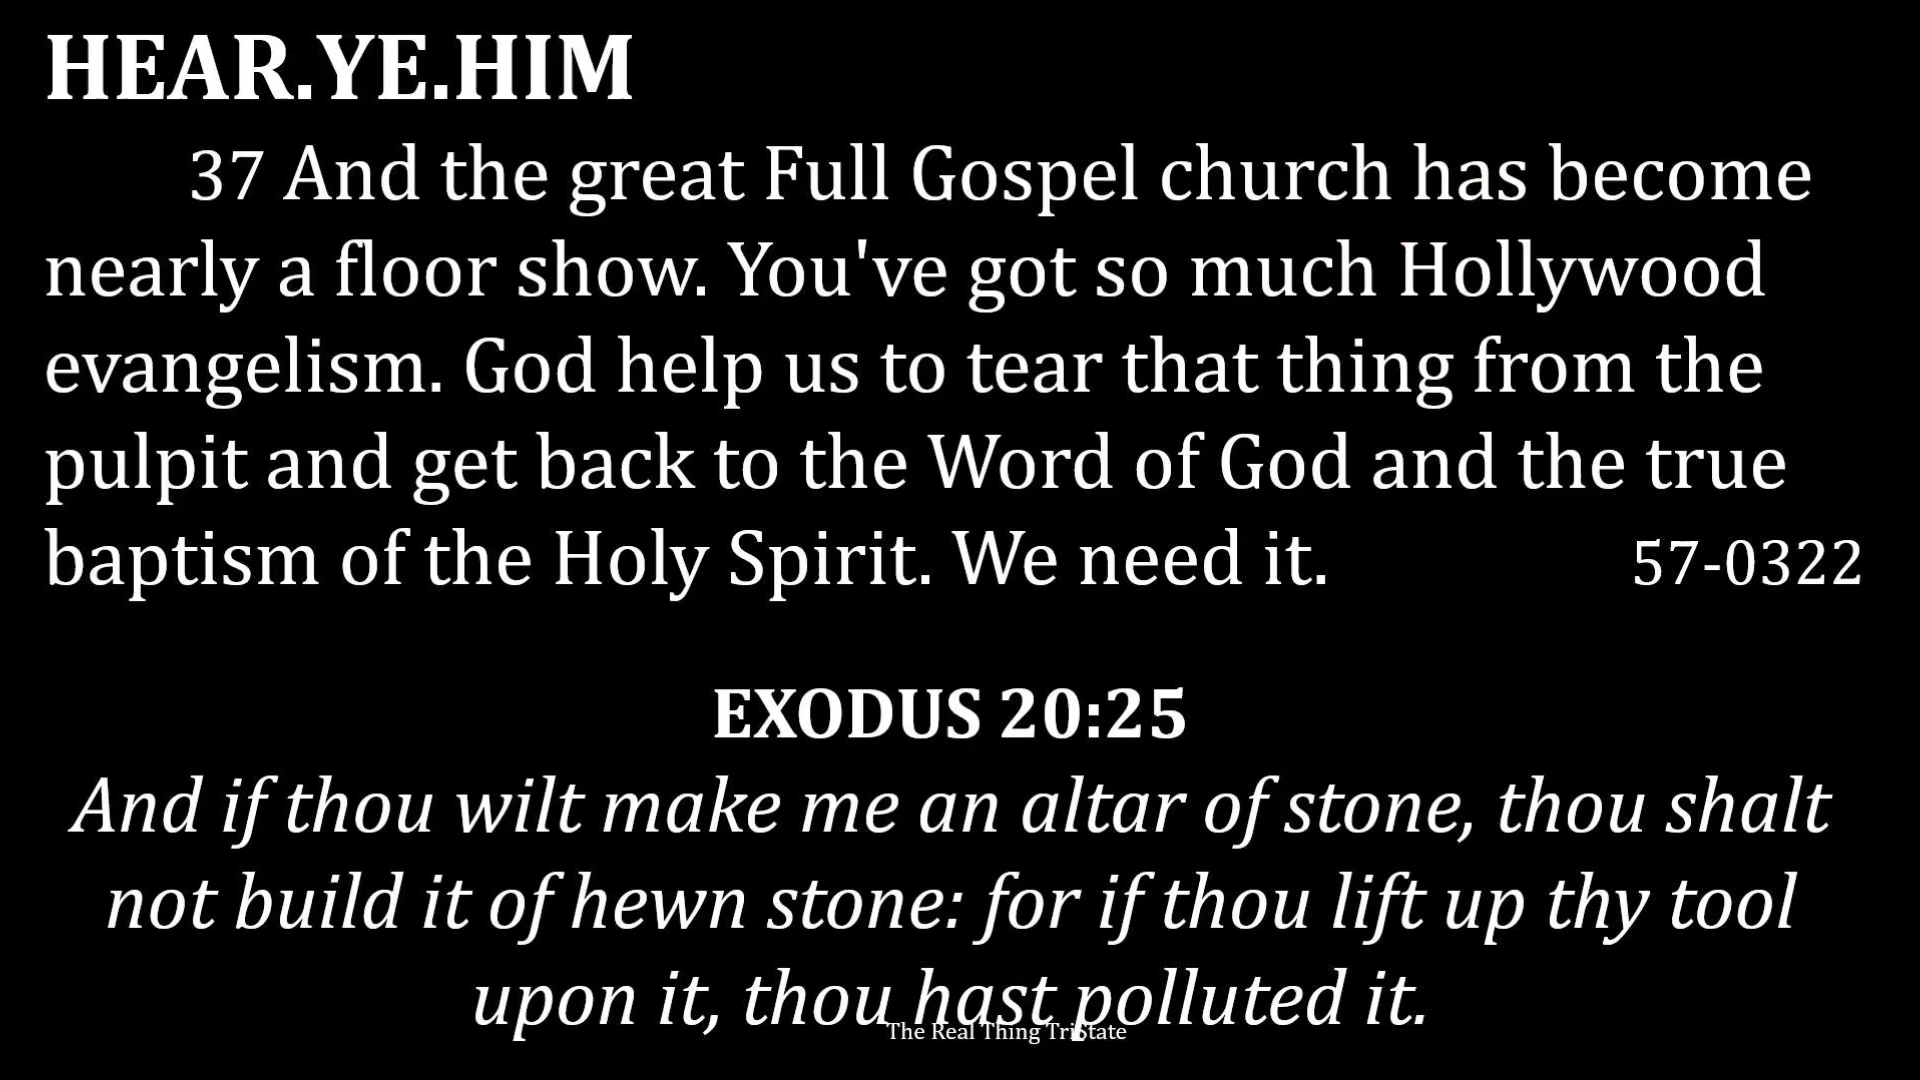 HEAR.YE.HIM
37 And the great Full Gospel church has become
nearly a floor show. You've got so much Hollywood
evangelism. God help us to tear that thing from the
pulpit and get back to the Word of God and the true
baptism of the Holy Spirit. We need it. 57-0322
EXODUS 20:25
And if thou wilt make me an altar of stone, thou shalt
not build it of hewn stone: for if thou lift up thy tool
upon it, thou hast polluted it.
The Real Thing TriState